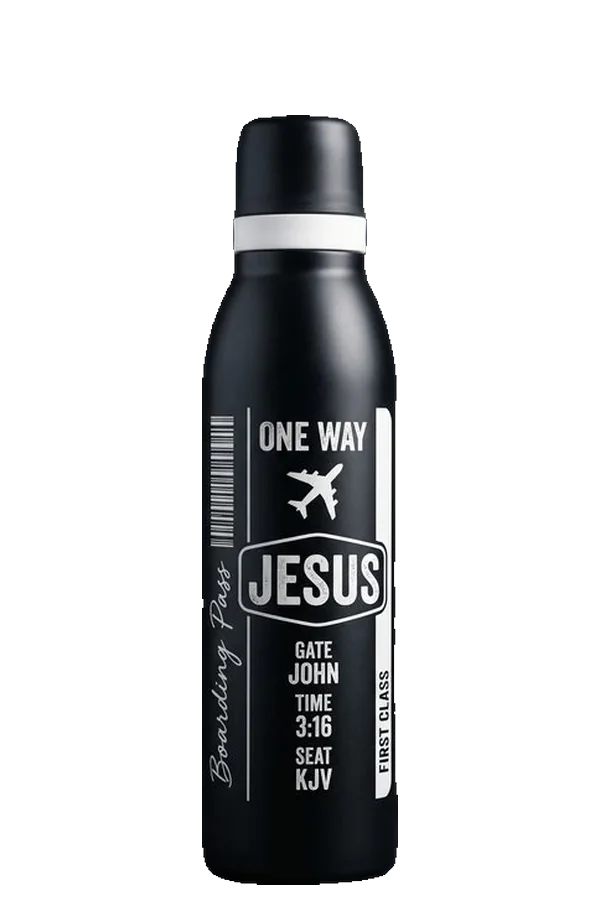 ONE WAY
JESUS
GATE
JOHN
TIME
3:16
SEAT
KJV
Boarding Pass
FIRST CLASS